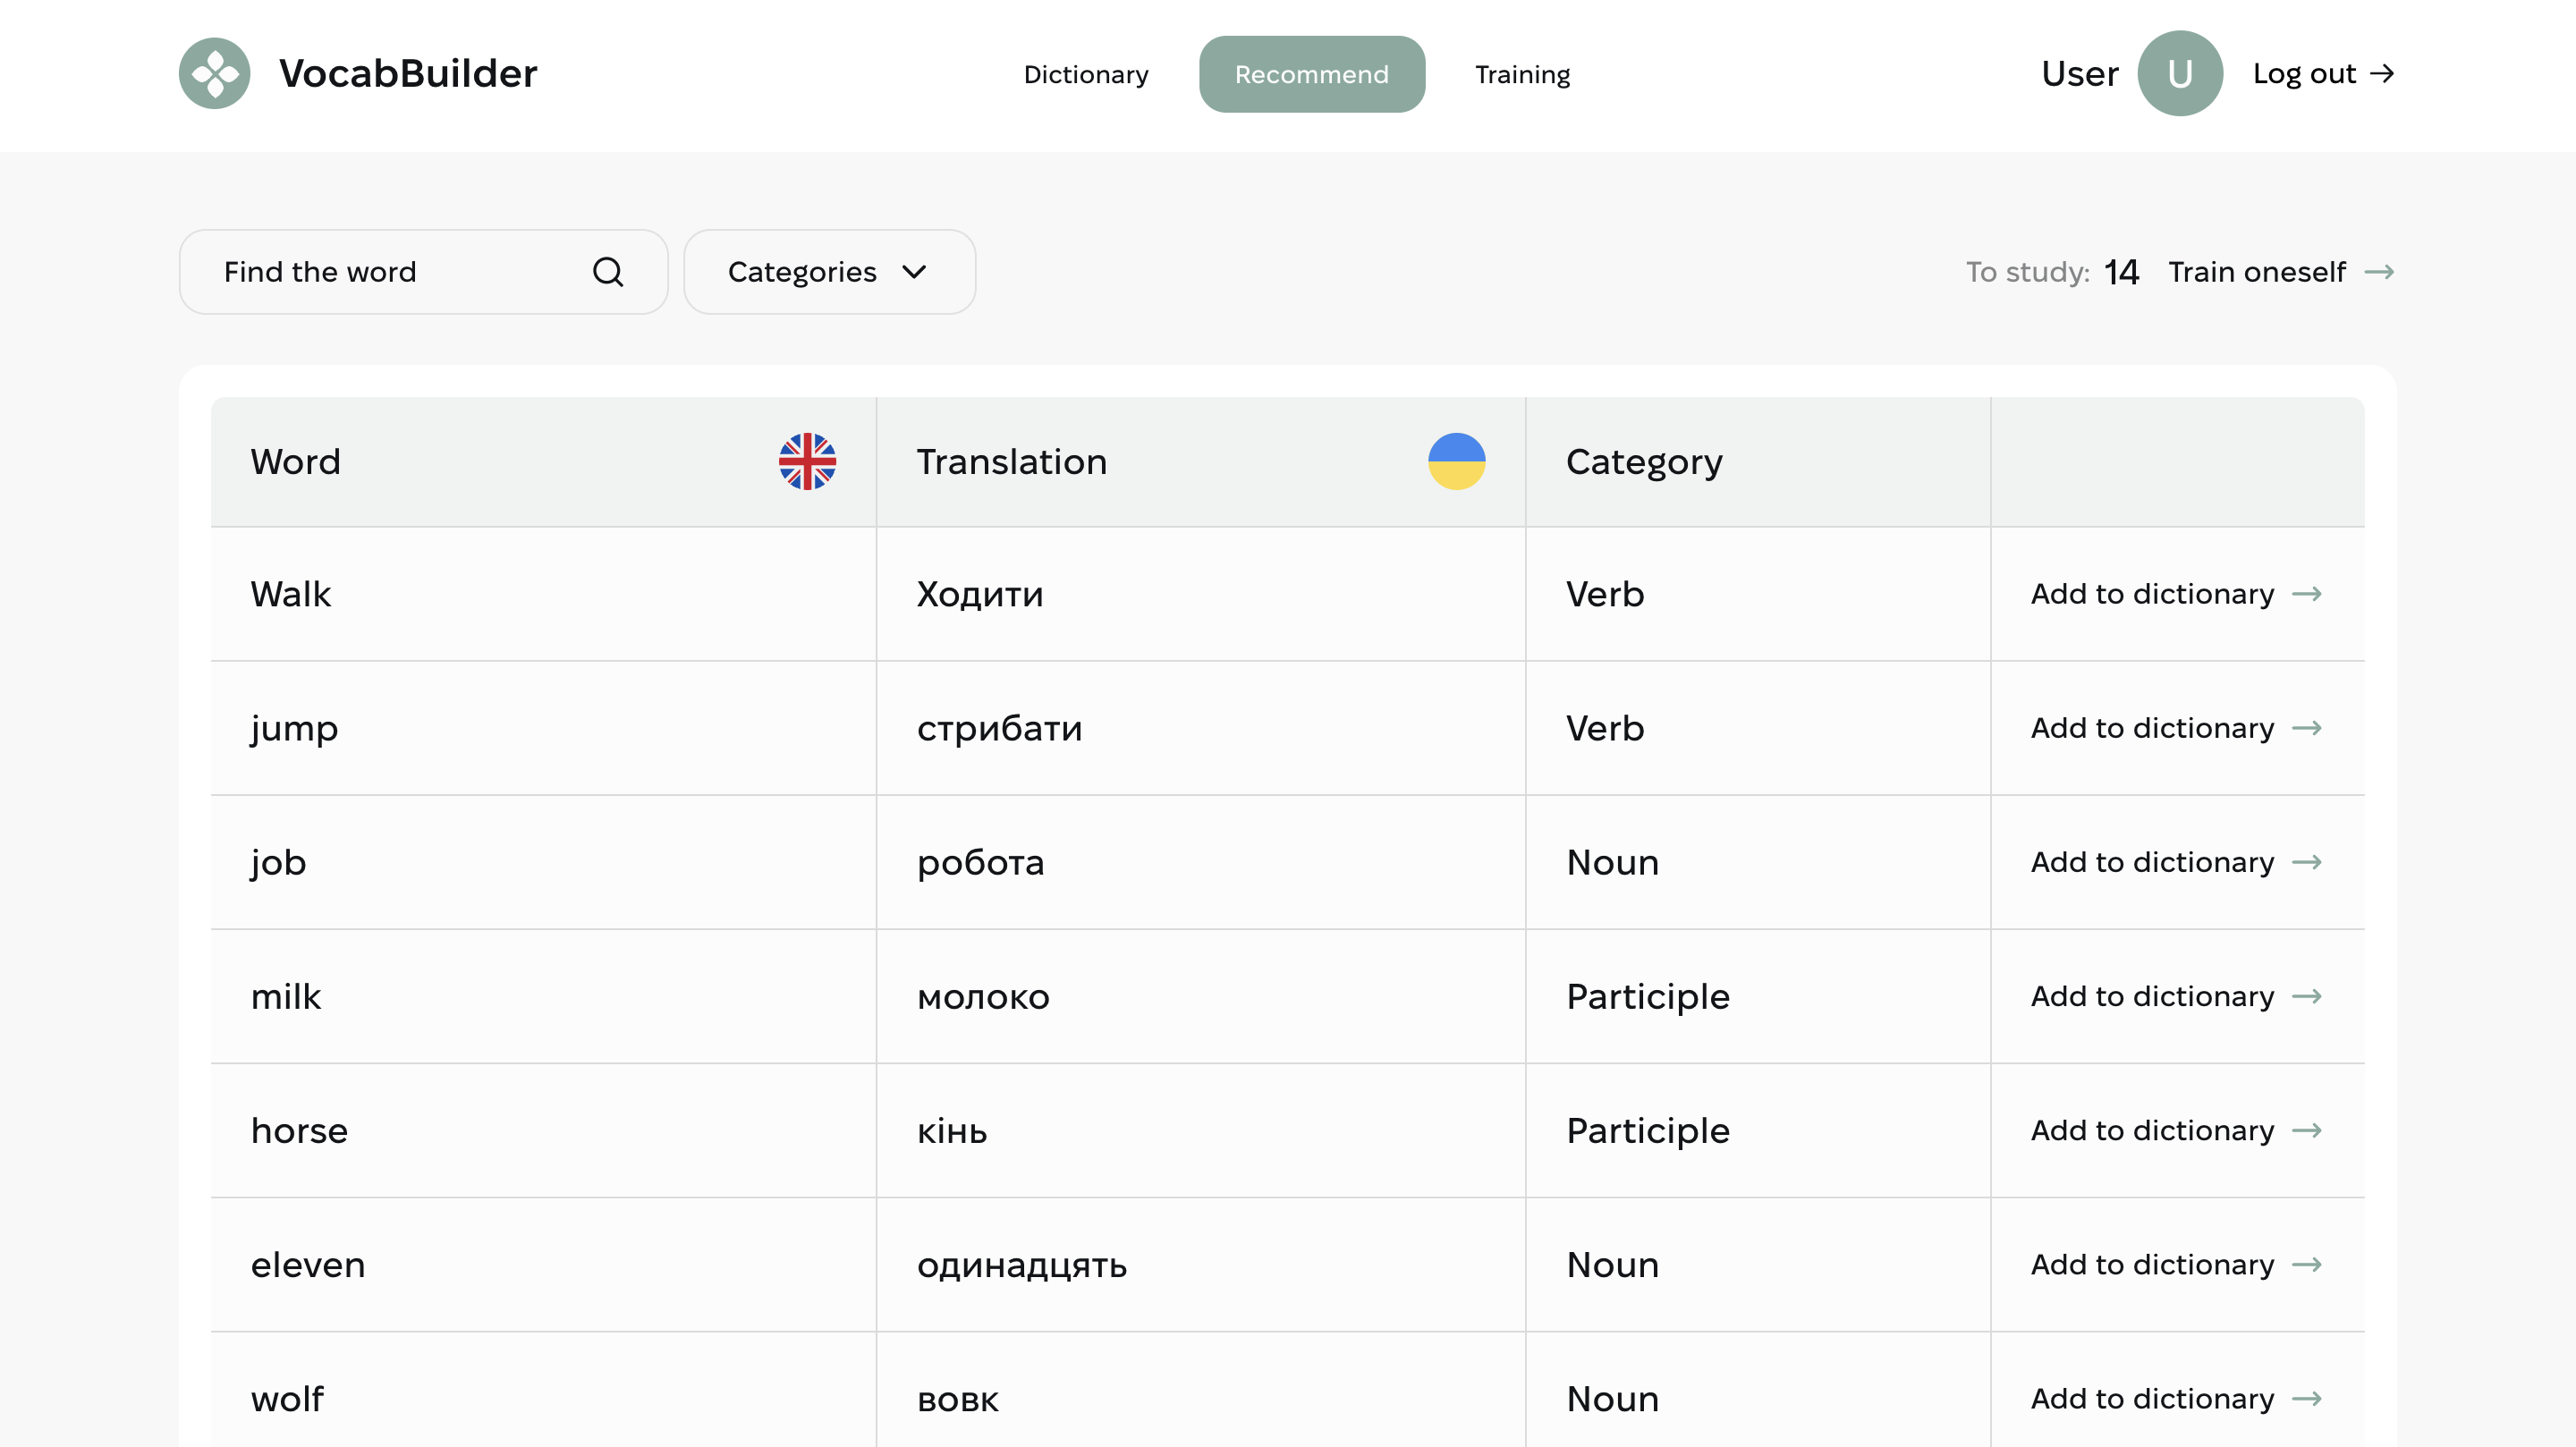 VocabBuilder
Dictionary
Recommend
Training
User
U
Log out
Find the word
Categories
To study: 14
Train oneself
Word
Translation
Category
Walk
Ходити
Verb
Add to dictionary
jump
стрибати
Verb
Add to dictionary
job
робота
Noun
Add to dictionary
milk
молоко
Participle
Add to dictionary
horse
кінь
Participle
Add to dictionary
eleven
одинадцять
Noun
Add to dictionary
wolf
вовк
Noun
Add to dictionary